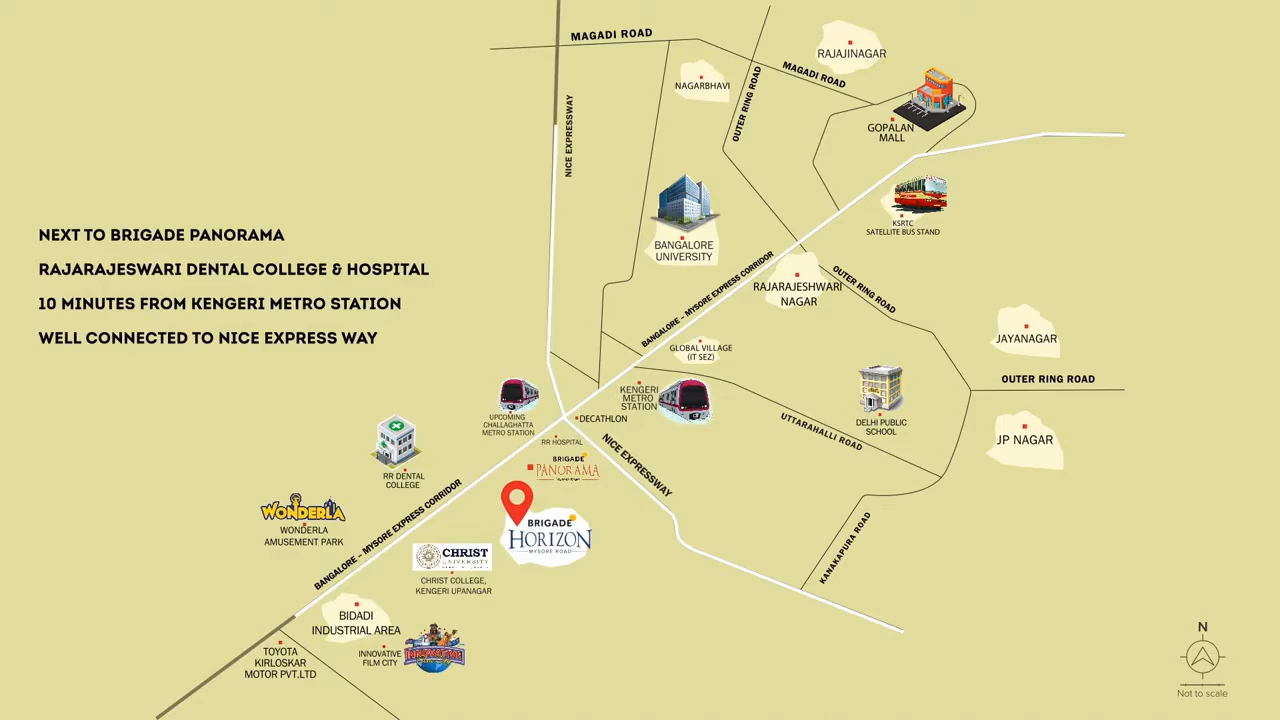 MAGADI ROAD
RAJAJINAGAR
MAGADI ROAD
NAGARBHAVI
OUTER RING ROAD
NICE EXPRESSWAY
GOPALAN
MALL
KSRTC
SATELLITE BUS STAND
BANGALORE
UNIVERSITY
NEXT TO BRIGADE PANORAMA
RAJARAJESWARI DENTAL COLLEGE & HOSPITAL
10 MINUTES FROM KENGERI METRO STATION
WELL CONNECTED TO NICE EXPRESS WAY
BANGALORE – MYSORE EXPRESS CORRIDOR
RAJARAJESHWARI
NAGAR
OUTER RING ROAD
JAYANAGAR
GLOBAL VILLAGE
(IT SEZ)
OUTER RING ROAD
KENGERI
METRO
STATION
UPCOMING
CHALLAGHATTA
METRO STATION
DECATHLON
UTTARAHALLI ROAD
DELHI PUBLIC
SCHOOL
JP NAGAR
RR HOSPITAL
NICE EXPRESSWAY
BRIGADE
PANORAMA
RR DENTAL
COLLEGE
BANGALORE – MYSORE EXPRESS CORRIDOR
WONDERLA
WONDERLA
AMUSEMENT PARK
BRIGADE
HORIZON
MYSORE ROAD
KANAKAPURA ROAD
CHRIST
UNIVERSITY
CHRIST COLLEGE,
KENGERI UPANAGAR
BIDADI
INDUSTRIAL AREA
INNOVATIVE
FILM CITY
INNOVATIVE
TOYOTA
KIRLOSKAR
MOTOR PVT.LTD
N
Not to scale